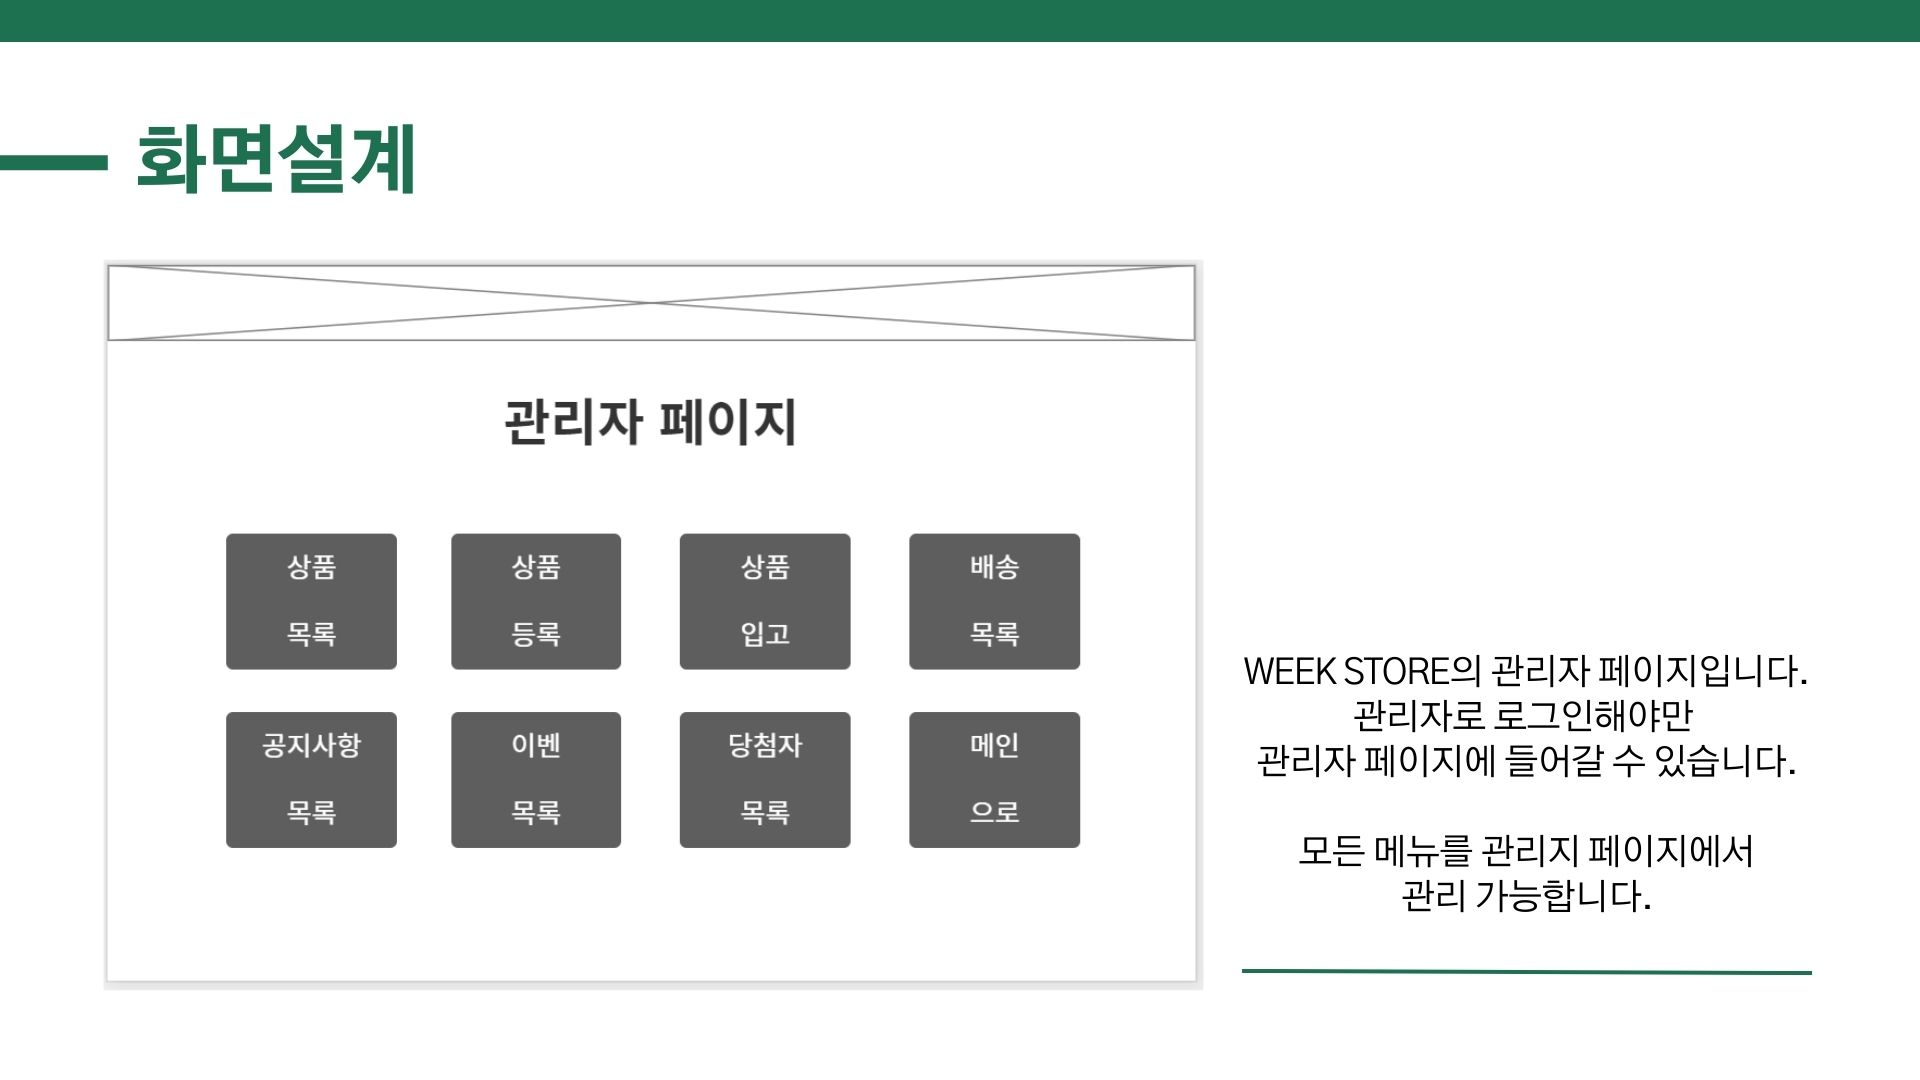 화면설계
관리자 페이지
상품
목록
상품
등록
상품
입고
배송
목록
공지사항
목록
이벤
목록
당첨자
목록
메인
으로
WEEK STORE의 관리자 페이지입니다.
관리자로 로그인해야만
관리자 페이지에 들어갈 수 있습니다.
모든 메뉴를 관리지 페이지에서
관리 가능합니다.